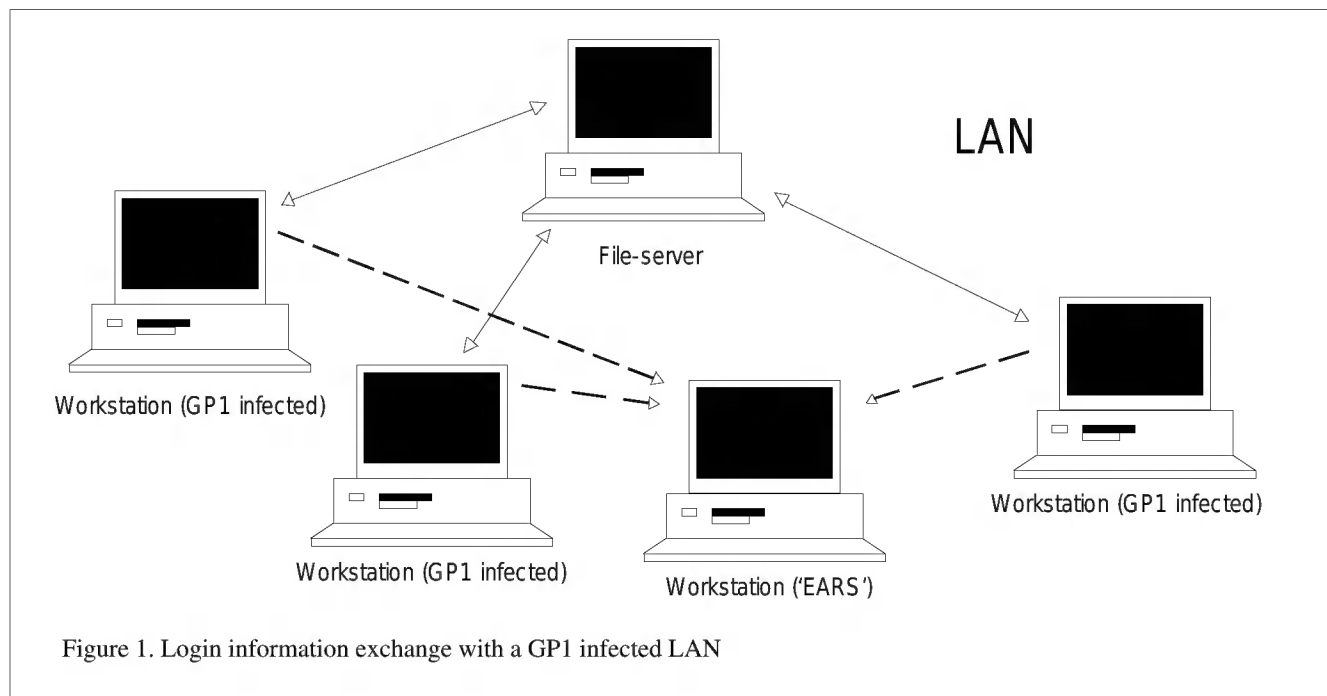 LAN
File-server
Workstation (GP1 infected)
Workstation (GP1 infected)
Workstation (GP1 infected)
Workstation (‘EARS’)
Figure 1. Login information exchange with a GP1 infected LAN